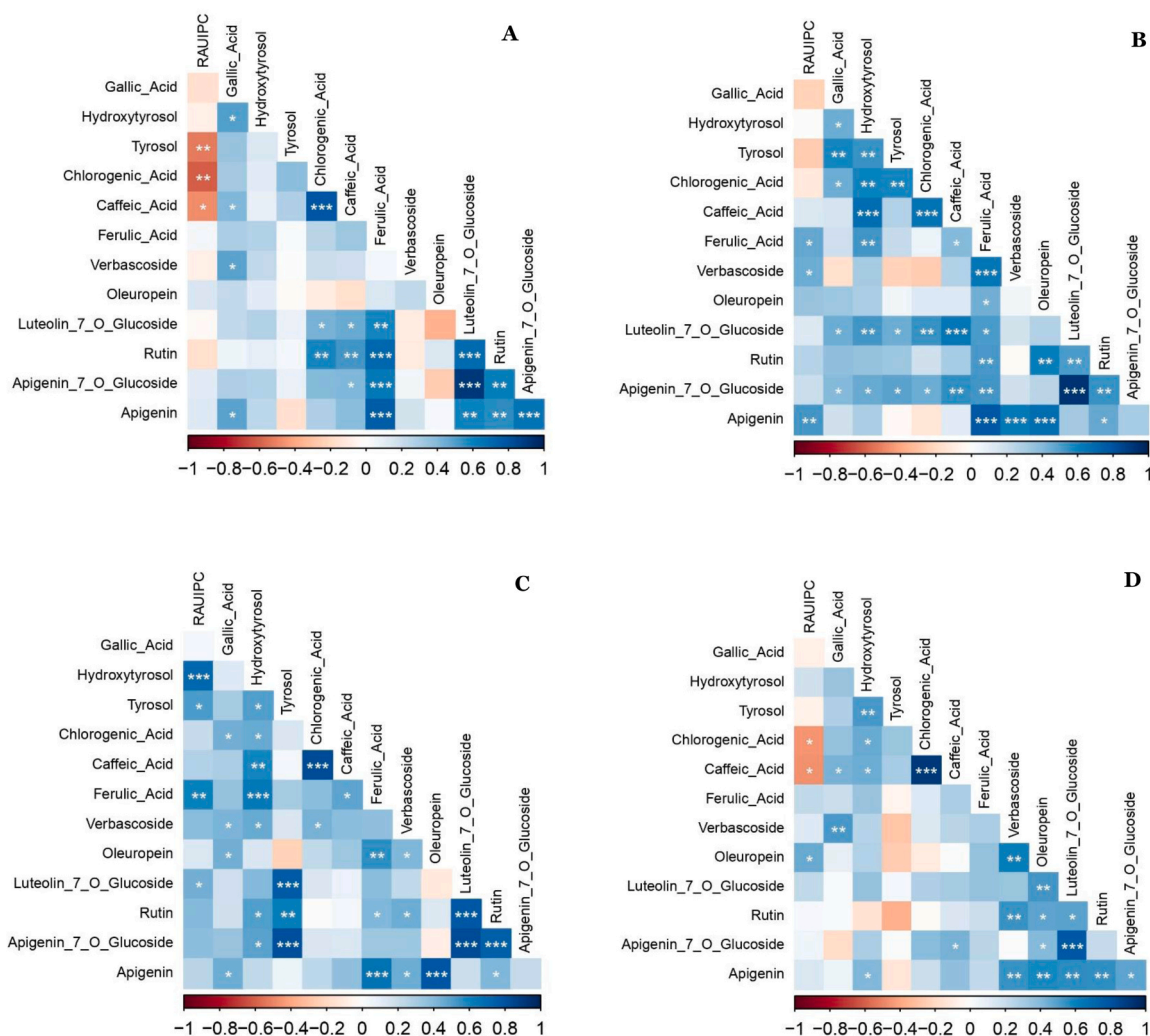 A
RAUIPC
Gallic_Acid
Hydroxytyrosol
Tyrosol
Chlorogenic_Acid
Caffeic_Acid
Ferulic_Acid
Verbascoside
Oleuropein
Luteolin_7_O_Glucoside
Rutin
Apigenin_7_O_Glucoside
Gallic_Acid
Hydroxytyrosol *
Tyrosol **
Chlorogenic_Acid **
Caffeic_Acid * * ***
Ferulic_Acid
Verbascoside *
Oleuropein
Luteolin_7_O_Glucoside * * **
Rutin ** ** *** ***
Apigenin_7_O_Glucoside * *** *** **
Apigenin * *** ** ** ***
−1 −0.8 −0.6 −0.4 −0.2 0 0.2 0.4 0.6 0.8 1
B
RAUIPC
Gallic_Acid
Hydroxytyrosol
Tyrosol
Chlorogenic_Acid
Caffeic_Acid
Ferulic_Acid
Verbascoside
Oleuropein
Luteolin_7_O_Glucoside
Rutin
Apigenin_7_O_Glucoside
Gallic_Acid
Hydroxytyrosol *
Tyrosol ** **
Chlorogenic_Acid * ** **
Caffeic_Acid *** ***
Ferulic_Acid * ** *
Verbascoside * ***
Oleuropein *
Luteolin_7_O_Glucoside * ** * ** *** *
Rutin ** ** **
Apigenin_7_O_Glucoside * * * * ** ** *** **
Apigenin ** *** *** *** *
−1 −0.8 −0.6 −0.4 −0.2 0 0.2 0.4 0.6 0.8 1
C
RAUIPC
Gallic_Acid
Hydroxytyrosol
Tyrosol
Chlorogenic_Acid
Caffeic_Acid
Ferulic_Acid
Verbascoside
Oleuropein
Luteolin_7_O_Glucoside
Rutin
Apigenin_7_O_Glucoside
Gallic_Acid
Hydroxytyrosol ***
Tyrosol * *
Chlorogenic_Acid * *
Caffeic_Acid ** ***
Ferulic_Acid ** *** *
Verbascoside * * *
Oleuropein * ** *
Luteolin_7_O_Glucoside * ***
Rutin * ** * * ***
Apigenin_7_O_Glucoside * *** *** ***
Apigenin * *** * *** *
−1 −0.8 −0.6 −0.4 −0.2 0 0.2 0.4 0.6 0.8 1
D
RAUIPC
Gallic_Acid
Hydroxytyrosol
Tyrosol
Chlorogenic_Acid
Caffeic_Acid
Ferulic_Acid
Verbascoside
Oleuropein
Luteolin_7_O_Glucoside
Rutin
Apigenin_7_O_Glucoside
Gallic_Acid
Hydroxytyrosol
Tyrosol **
Chlorogenic_Acid * *
Caffeic_Acid * * * ***
Ferulic_Acid
Verbascoside **
Oleuropein * **
Luteolin_7_O_Glucoside **
Rutin ** * *
Apigenin_7_O_Glucoside * * ***
Apigenin * ** ** ** ** *
−1 −0.8 −0.6 −0.4 −0.2 0 0.2 0.4 0.6 0.8 1